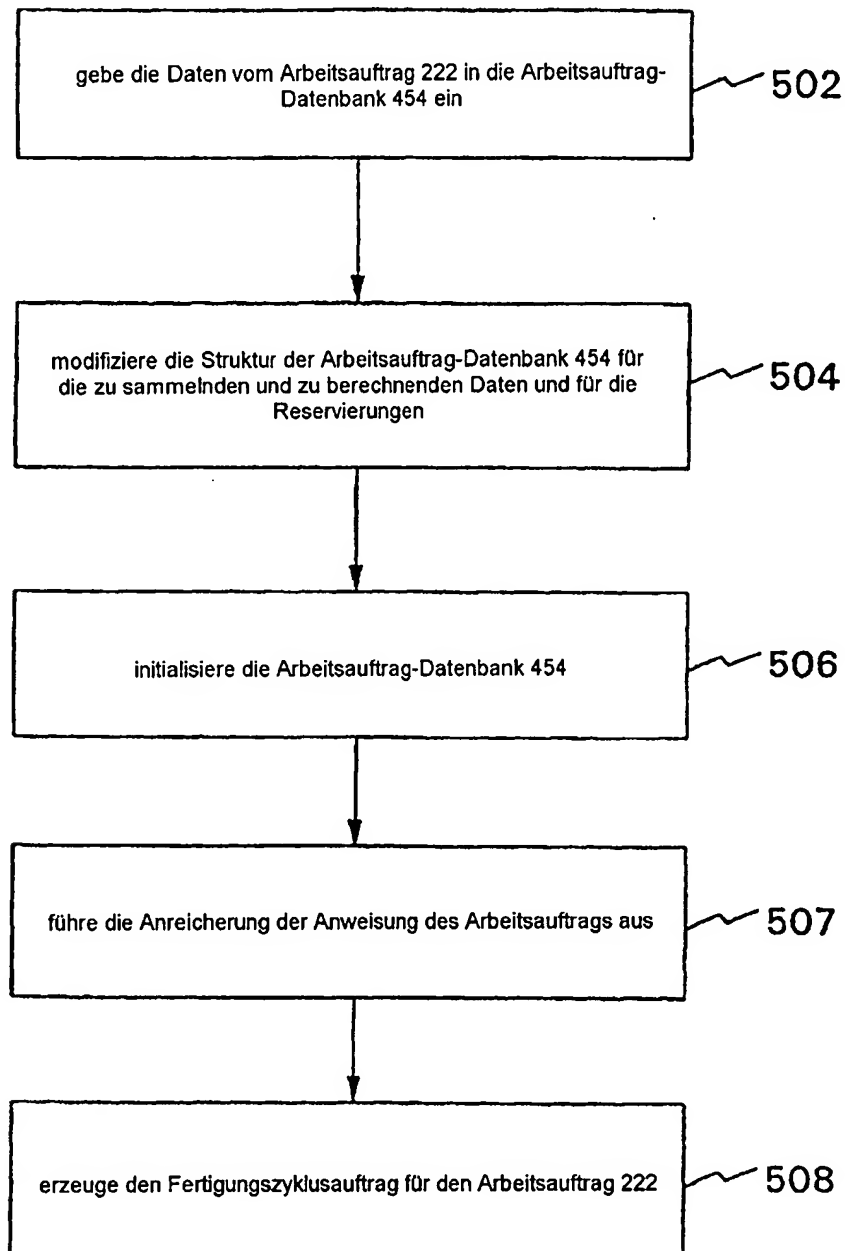 gebe die Daten vom Arbeitsauftrag 222 in die Arbeitsauftrag-
Datenbank 454 ein
502
modifiziere die Struktur der Arbeitsauftrag-Datenbank 454 für
die zu sammelnden und zu berechnenden Daten und für die
Reservierungen
504
initialisiere die Arbeitsauftrag-Datenbank 454
506
führe die Anreicherung der Anweisung des Arbeitsauftrags aus
507
erzeuge den Fertigungszyklusauftrag für den Arbeitsauftrag 222
508